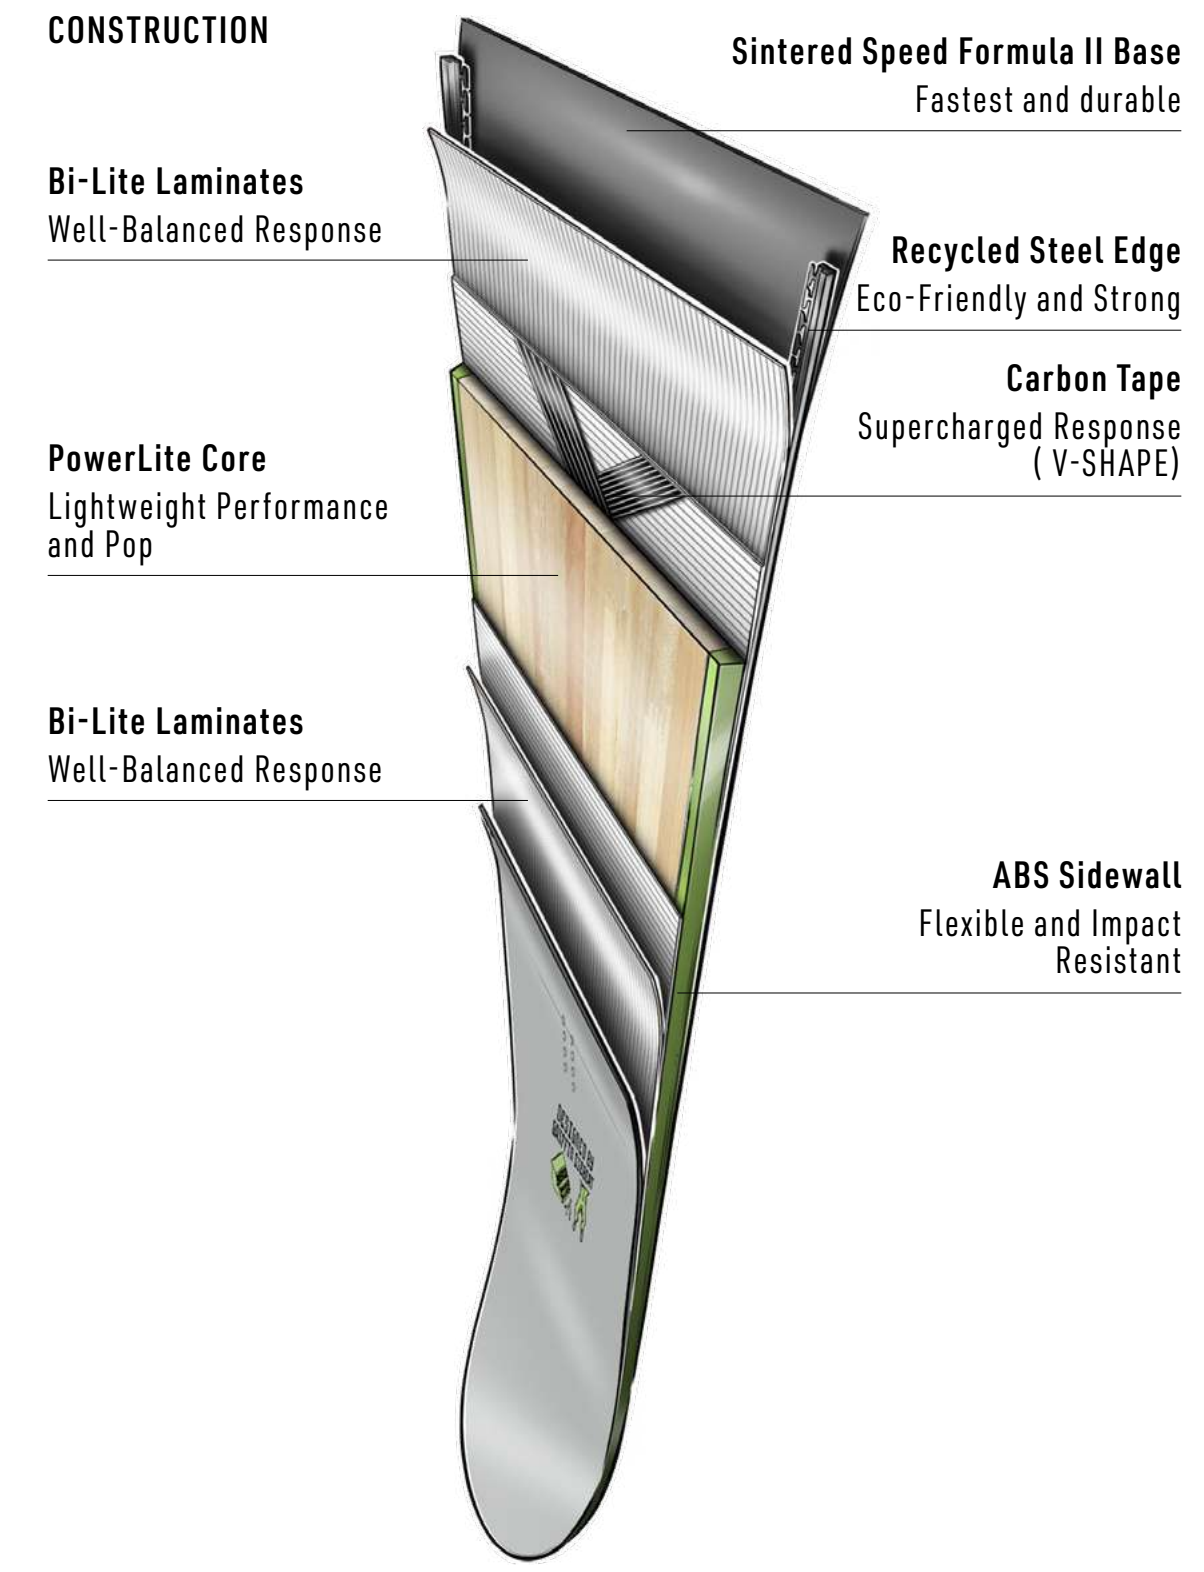 CONSTRUCTION
Sintered Speed Formula II Base
Fastest and durable
Bi-Lite Laminates
Well-Balanced Response
Recycled Steel Edge
Eco-Friendly and Strong
Carbon Tape
Supercharged Response
( V-SHAPE)
PowerLite Core
Lightweight Performance
and Pop
Bi-Lite Laminates
Well-Balanced Response
ABS Sidewall
Flexible and Impact
Resistant
DESIGNED BY